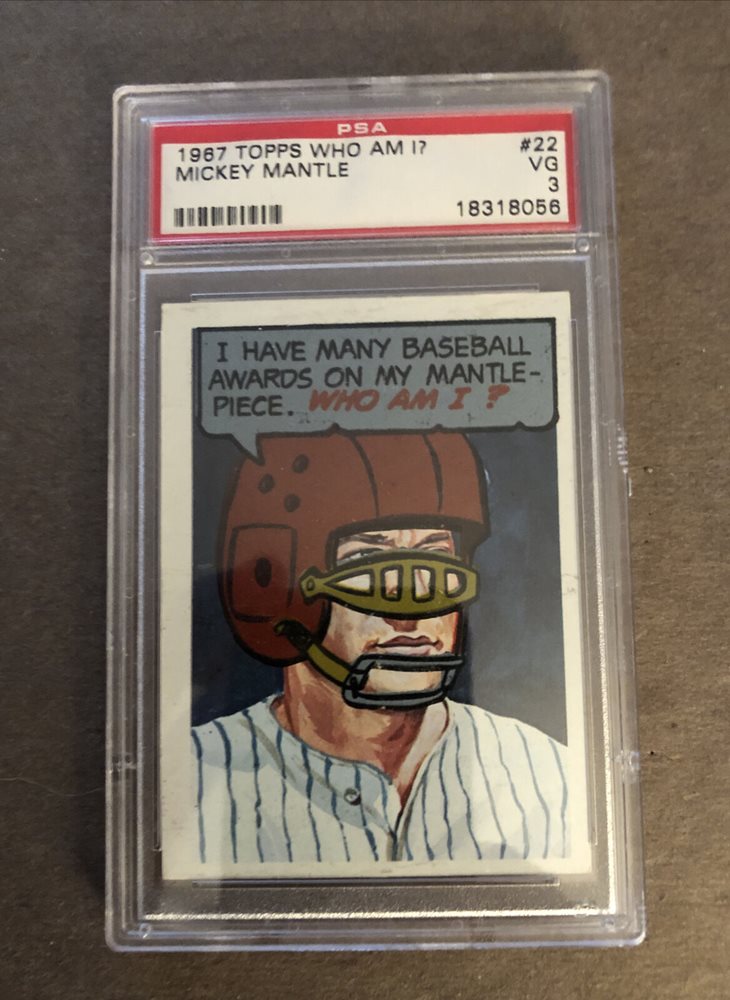 PSA
1967 TOPPS WHO AM I? #22
MICKEY MANTLE VG
3
18318056
I HAVE MANY BASEBALL
AWARDS ON MY MANTLE-
PIECE. WHO AM I ?